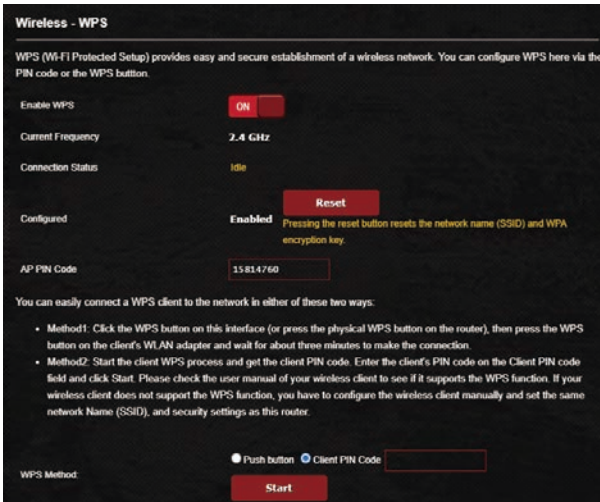 Wireless - WPS
WPS (Wi-Fi Protected Setup) provides easy and secure establishment of a wireless network. You can configure WPS here via the
PIN code or the WPS buttton.
Enable WPS
ON
Current Frequency
2.4 GHz
Connection Status
Idle
Reset
Configured
Enabled
Pressing the reset button resets the network name (SSID) and WPA
encryption key.
AP PIN Code
15814760
You can easily connect a WPS client to the network in either of these two ways:
• Method1: Click the WPS button on this interface (or press the physical WPS button on the router), then press the WPS
button on the client's WLAN adapter and wait for about three minutes to make the connection.
• Method2: Start the client WPS process and get the client PIN code. Enter the client's PIN code on the Client PIN code
field and click Start. Please check the user manual of your wireless client to see if it supports the WPS function. If your
wireless client does not support the WPS function, you have to configure the wireless client manually and set the same
network Name (SSID), and security settings as this router.
Push button Client PIN Code
WPS Method:
Start